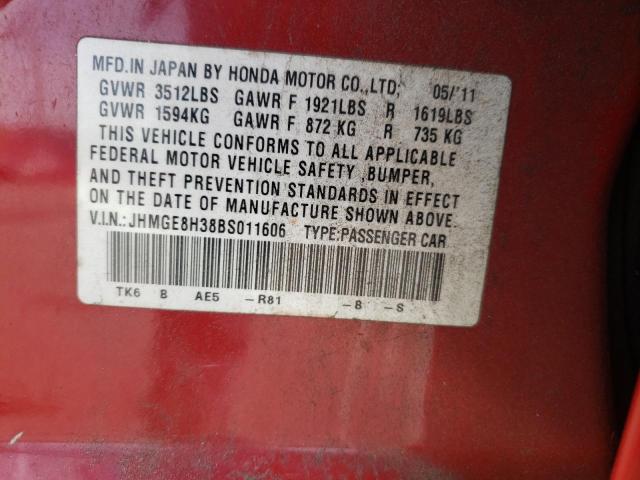 MFD.IN JAPAN BY HONDA MOTOR CO.,LTD; 05/'11
GVWR 3512LBS GAWR F 1921LBS R 1619LBS
GVWR 1594KG GAWR F 872 KG R 735 KG
THIS VEHICLE CONFORMS TO ALL APPLICABLE
FEDERAL MOTOR VEHICLE SAFETY ,BUMPER,
AND THEFT PREVENTION STANDARDS IN EFFECT
ON THE DATE OF MANUFACTURE SHOWN ABOVE.
V.I.N.:JHMGE8H38BS011606 TYPE:PASSENGER CAR
TK6 B AE5 -R81 -B -S